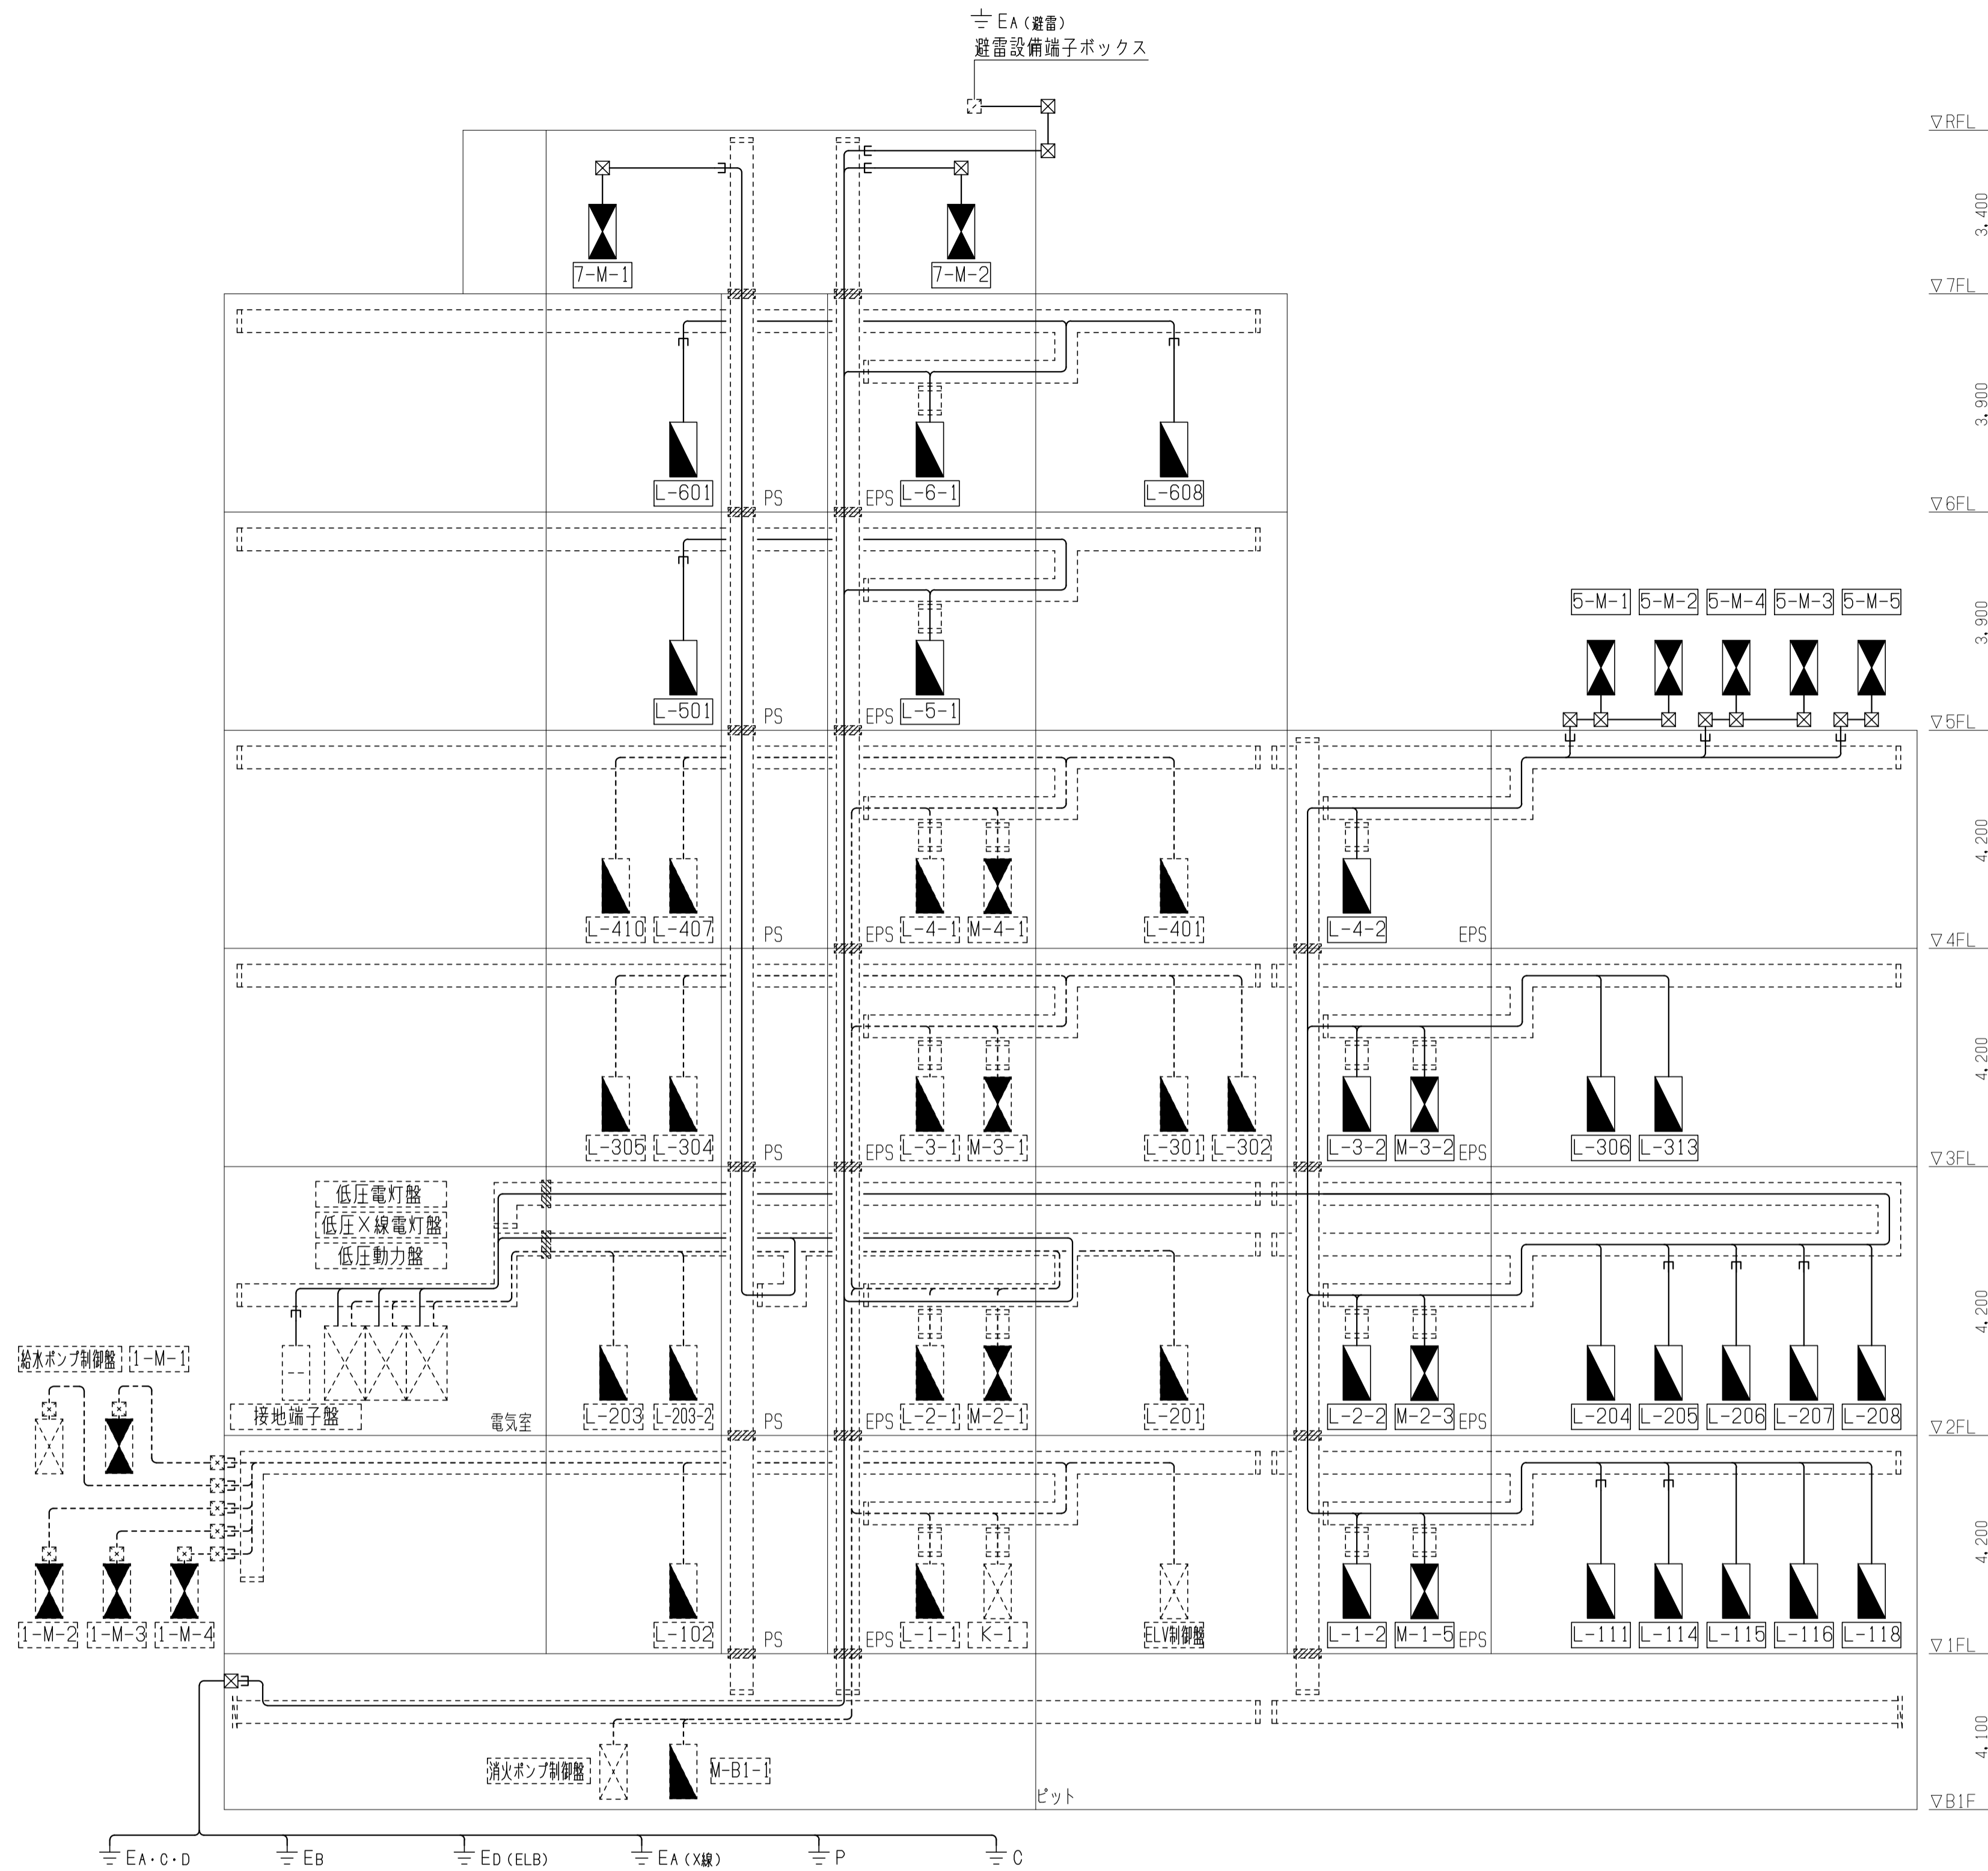 EA(避雷)
避雷設備端子ボックス
▽RFL
3,400
7-M-1
7-M-2
▽7FL
3,900
L-601
PS
EPS
L-6-1
L-608
▽6FL
3,900
5-M-1
5-M-2
5-M-4
5-M-3
5-M-5
L-501
PS
EPS
L-5-1
▽5FL
4,200
L-410
L-407
PS
EPS
L-4-1
M-4-1
L-401
L-4-2
EPS
▽4FL
4,200
L-305
L-304
PS
EPS
L-3-1
M-3-1
L-301
L-302
L-3-2
M-3-2
EPS
L-306
L-313
▽3FL
4,200
低圧電灯盤
低圧X線電灯盤
低圧動力盤
給水ポンプ制御盤
1-M-1
接地端子盤
電気室
L-203
L-203-2
PS
EPS
L-2-1
M-2-1
L-201
L-2-2
M-2-3
EPS
L-204
L-205
L-206
L-207
L-208
▽2FL
4,200
1-M-2
1-M-3
1-M-4
L-102
PS
EPS
L-1-1
K-1
ELV制御盤
L-1-2
M-1-5
EPS
L-111
L-114
L-115
L-116
L-118
▽1FL
4,100
消火ポンプ制御盤
M-B1-1
ピット
▽B1F
EA・C・D
EB
ED(ELB)
EA(X線)
P
C